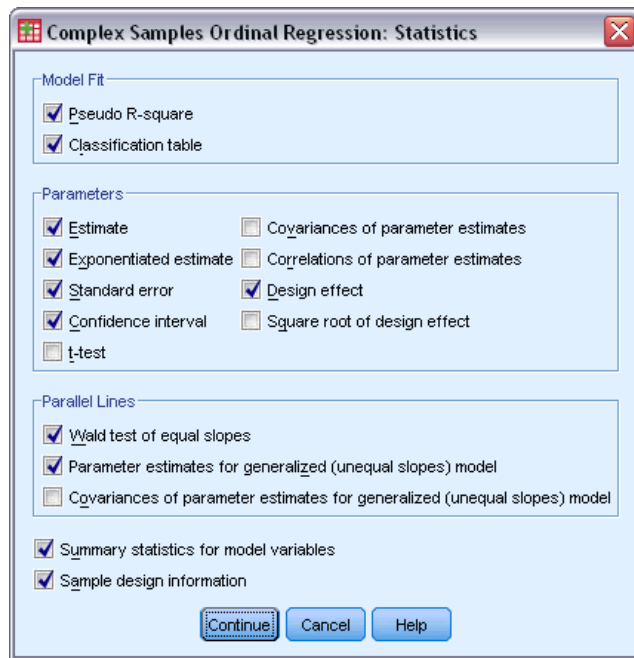 Complex Samples Ordinal Regression: Statistics
Model Fit
Pseudo R-square
Classification table
Parameters
Estimate
Covariances of parameter estimates
Exponentiated estimate
Correlations of parameter estimates
Standard error
Design effect
Confidence interval
Square root of design effect
t-test
Parallel Lines
Wald test of equal slopes
Parameter estimates for generalized (unequal slopes) model
Covariances of parameter estimates for generalized (unequal slopes) model
Summary statistics for model variables
Sample design information
Continue
Cancel
Help